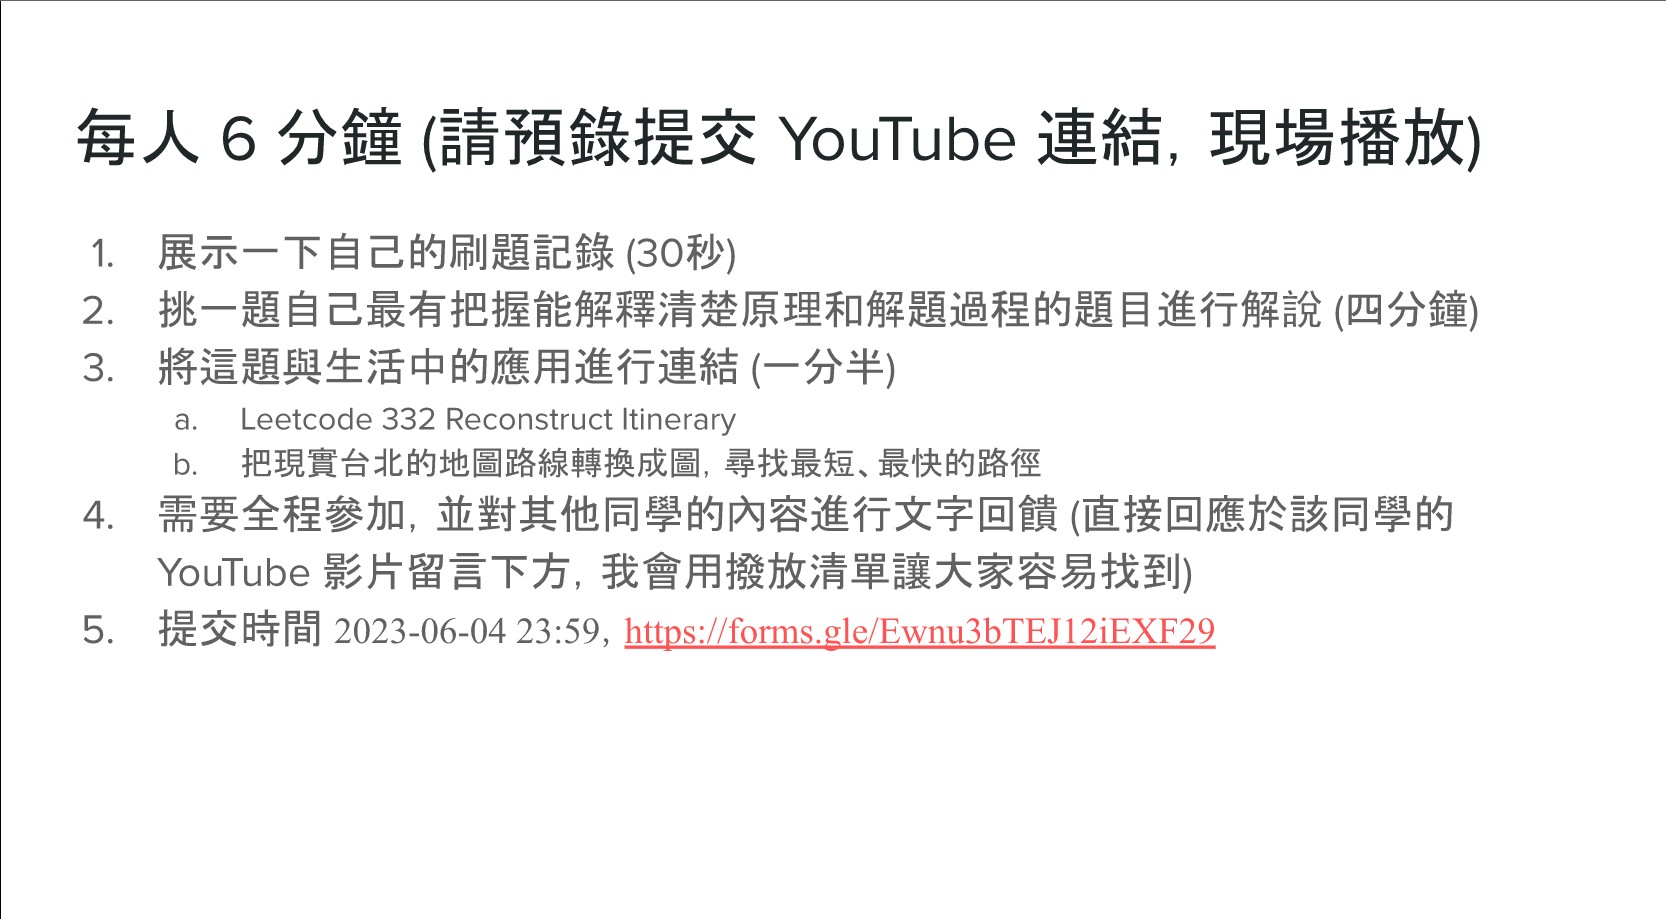 每人 6 分鐘 (請預錄提交 YouTube 連結, 現場播放)
1. 展示一下自己的刷題記錄 (30秒)
2. 挑一題自己最有把握能解釋清楚原理和解題過程的題目進行解說 (四分鐘)
3. 將這題與生活中的應用進行連結 (一分半)
a. Leetcode 332 Reconstruct Itinerary
b. 把現實台北的地圖路線轉換成圖, 尋找最短、最快的路徑
4. 需要全程參加, 並對其他同學的內容進行文字回饋 (直接回應於該同學的
YouTube 影片留言下方, 我會用撥放清單讓大家容易找到)
5. 提交時間 2023-06-04 23:59, https://forms.gle/Ewnu3bTEJ12iEXF29